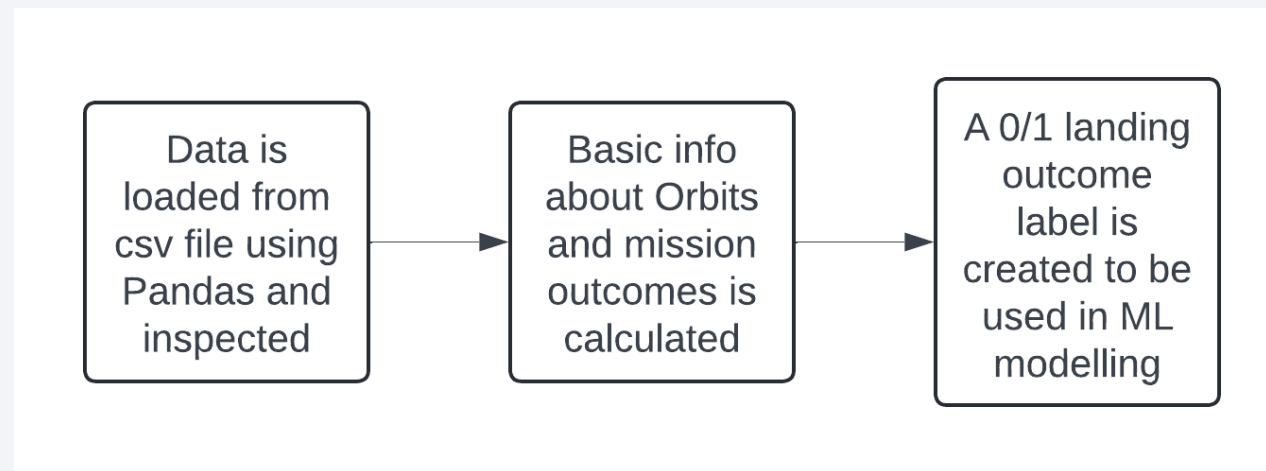 Data is
loaded from
csv file using
Pandas and
inspected
Basic info
about Orbits
and mission
outcomes is
calculated
A 0/1 landing
outcome
label is
created to be
used in ML
modelling